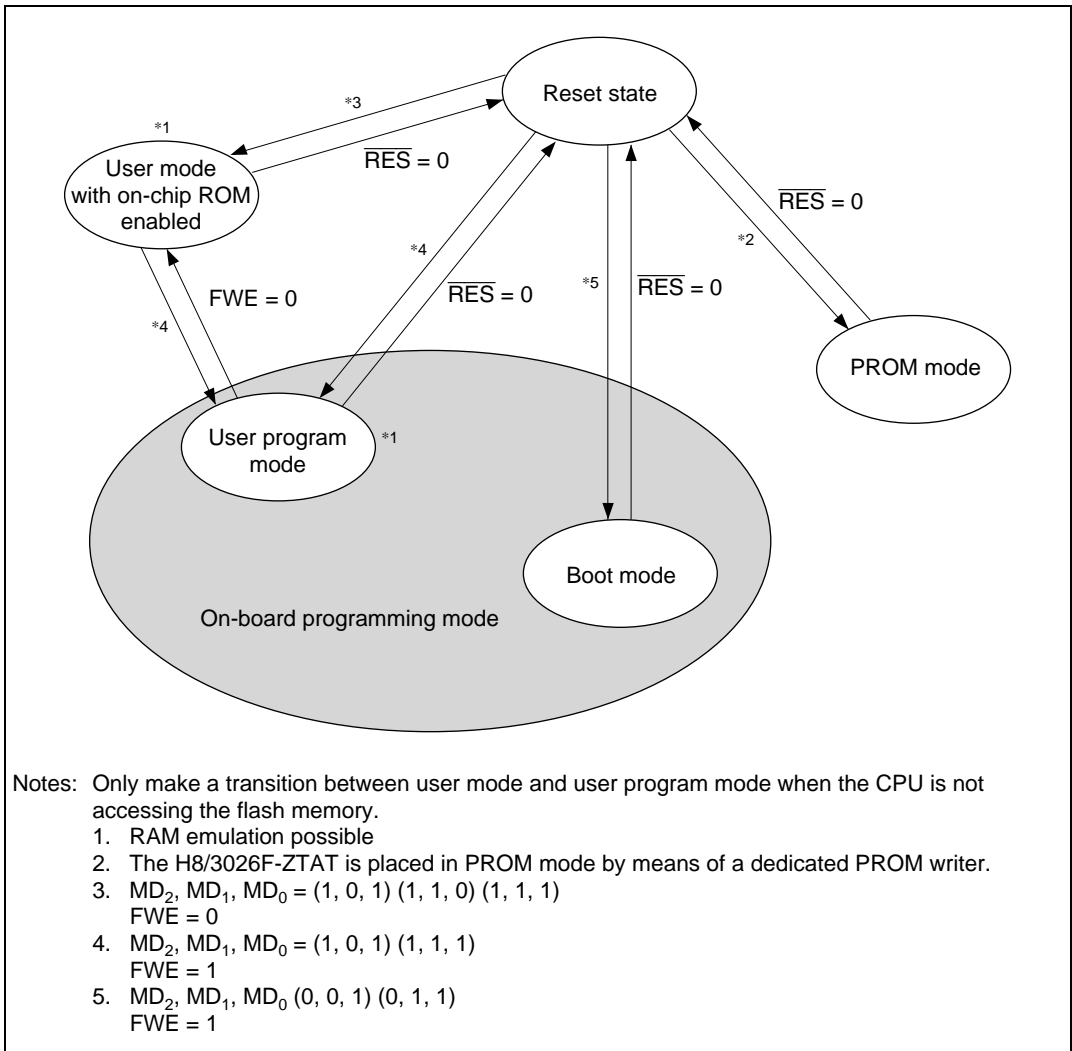 Reset state
*3
*1
RES = 0
User mode
with on-chip ROM
enabled
RES = 0
*4
*2
RES = 0
*5
RES = 0
FWE = 0
*4
PROM mode
User program
mode
*1
Boot mode
On-board programming mode
Notes: Only make a transition between user mode and user program mode when the CPU is not
accessing the flash memory.
1. RAM emulation possible
2. The H8/3026F-ZTAT is placed in PROM mode by means of a dedicated PROM writer.
3. MD2, MD1, MD0 = (1, 0, 1) (1, 1, 0) (1, 1, 1)
FWE = 0
4. MD2, MD1, MD0 = (1, 0, 1) (1, 1, 1)
FWE = 1
5. MD2, MD1, MD0 (0, 0, 1) (0, 1, 1)
FWE = 1